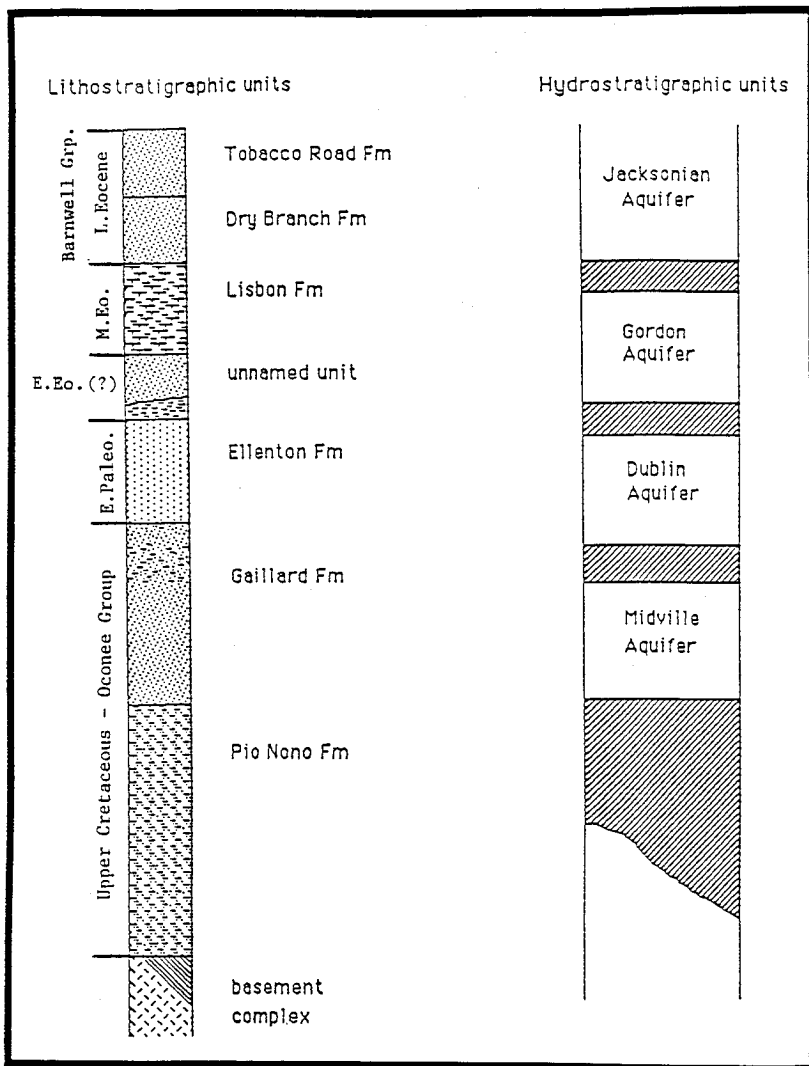 Lithostratigraphic units
Hydrostratigraphic units
Barnwell Grp.
L.Eocene
M.Eo.
E.Eo.(?)
E.Paleo.
Upper Cretaceous - Oconee Group
Tobacco Road Fm
Dry Branch Fm
Lisbon Fm
unnamed unit
Ellenton Fm
Gaillard Fm
Pio Nono Fm
basement
complex
Jacksonian
Aquifer
Gordon
Aquifer
Dublin
Aquifer
Midville
Aquifer